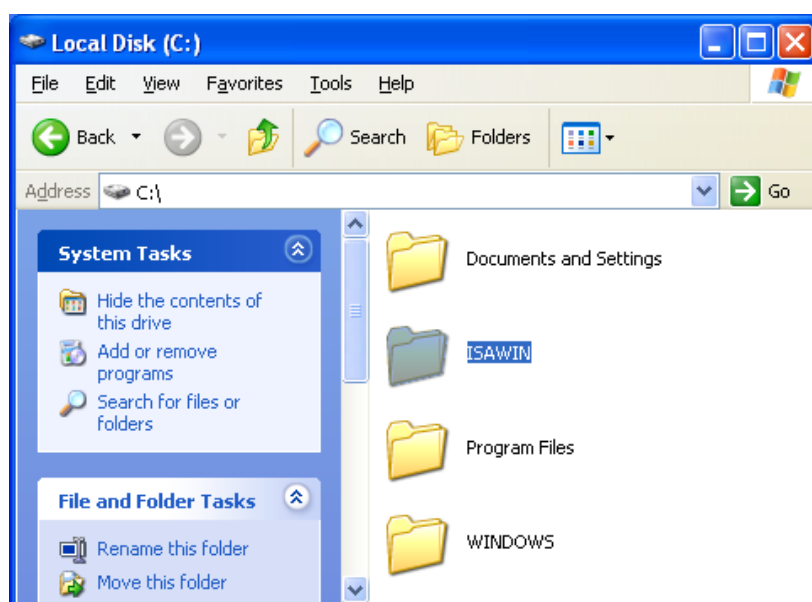 Local Disk (C:)
File Edit View Favorites Tools Help
Back Search Folders
Address C:\ Go
System Tasks
Hide the contents of
this drive
Add or remove
programs
Search for files or
folders
File and Folder Tasks
Rename this folder
Move this folder
Documents and Settings
ISAWIN
Program Files
WINDOWS